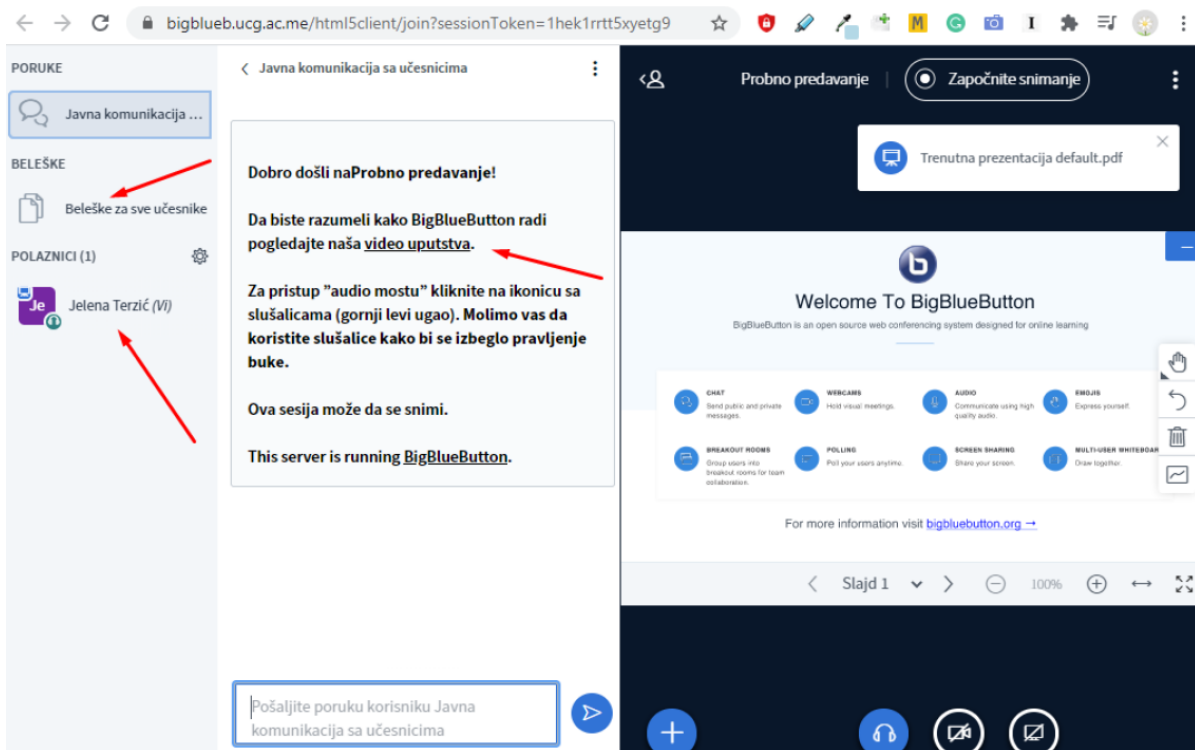 bigblueb.ucg.ac.me/html5client/join?sessionToken=1hek1rrtt5xyetg9
PORUKE
Javna komunikacija ...
BELEŠKE
Beleške za sve učesnike
POLAZNICI (1)
Je
Jelena Terzić (Vi)
Javna komunikacija sa učesnicima
Dobro došli naProbno predavanje!
Da biste razumeli kako BigBlueButton radi
pogledajte naša video uputstva.
Za pristup ”audio mostu” kliknite na ikonicu sa
slušalicama (gornji levi ugao). Molimo vas da
koristite slušalice kako bi se izbeglo pravljenje
buke.
Ova sesija može da se snimi.
This server is running BigBlueButton.
Pošaljite poruku korisniku Javna
komunikacija sa učesnicima
Probno predavanje
Započnite snimanje
Trenutna prezentacija default.pdf
b
Welcome To BigBlueButton
BigBlueButton is an open source web conferencing system designed for online learning
CHAT
Send public and private
messages.
WEBCAMS
Hold visual meetings.
AUDIO
Communicate using high
quality audio.
EMOJIS
Express yourself.
BREAKOUT ROOMS
Group users into
breakout rooms for team
collaboration.
POLLING
Poll your users anytime.
SCREEN SHARING
Share your screen.
MULTI-USER WHITEBOAR
Draw together.
For more information visit bigbluebutton.org →
Slajd 1
100%